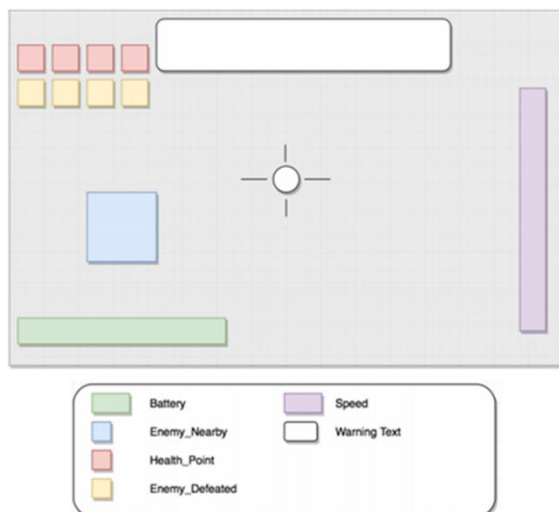 Battery
Speed
Enemy_Nearby
Warning Text
Health_Point
Enemy_Defeated